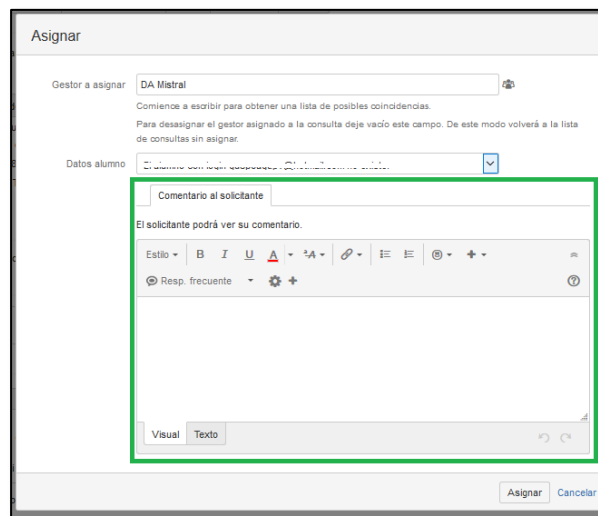 Asignar
Gestor a asignar DA Mistral
Comience a escribir para obtener una lista de posibles coincidencias.
Para desasignar el gestor asignado a la consulta deje vacío este campo. De este modo volverá a la lista
de consultas sin asignar.
Datos alumno
Comentario al solicitante
El solicitante podrá ver su comentario.
Estilo B I U A
Resp. frecuente
Visual Texto
Asignar Cancelar